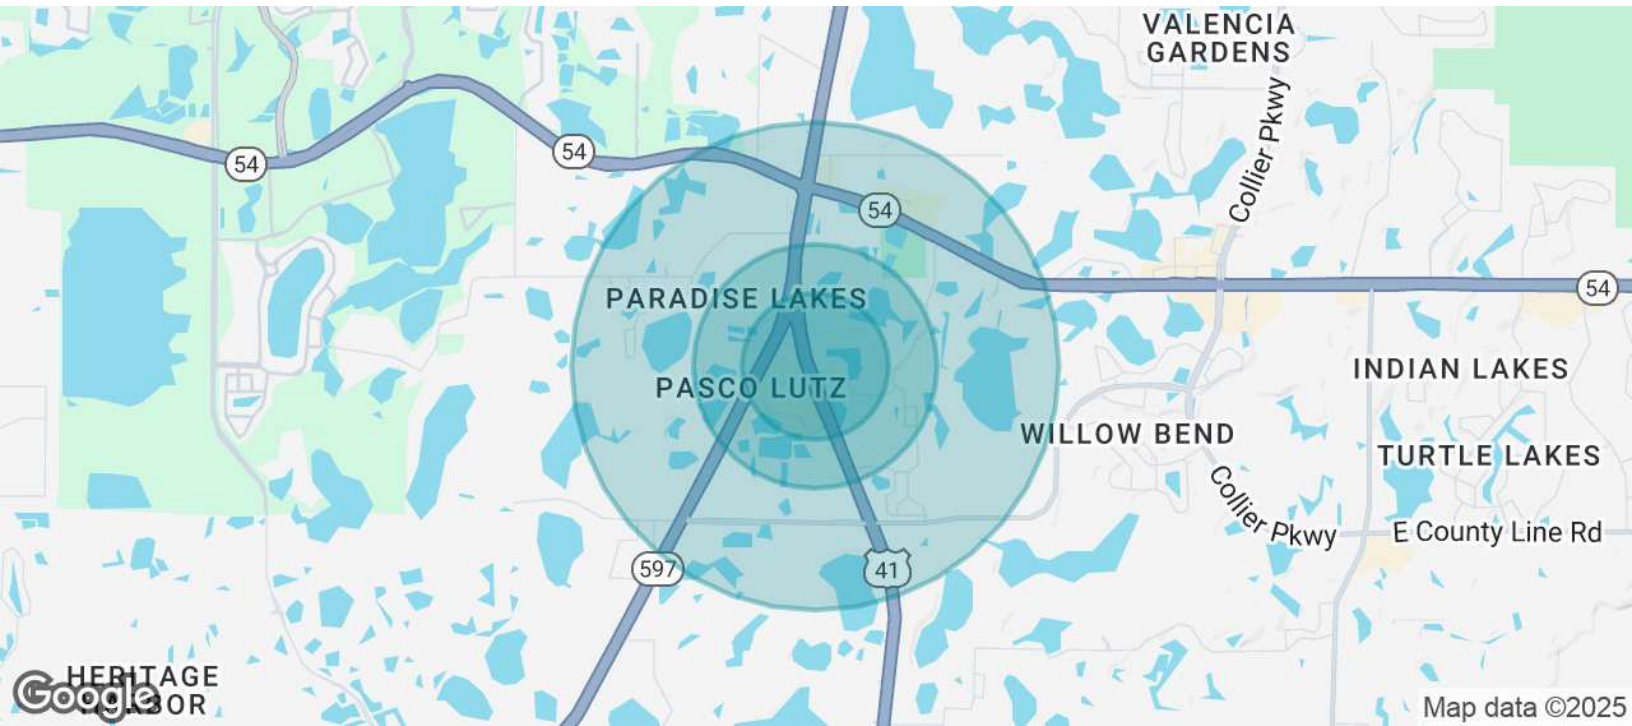 VALENCIA
GARDENS
Collier Pkwy
54
54
54
54
PARADISE LAKES
PASCO LUTZ
INDIAN LAKES
WILLOW BEND
TURTLE LAKES
Collier Pkwy
E County Line Rd
597
41
HERITAGE
HARBOR
Google
Map data ©2025